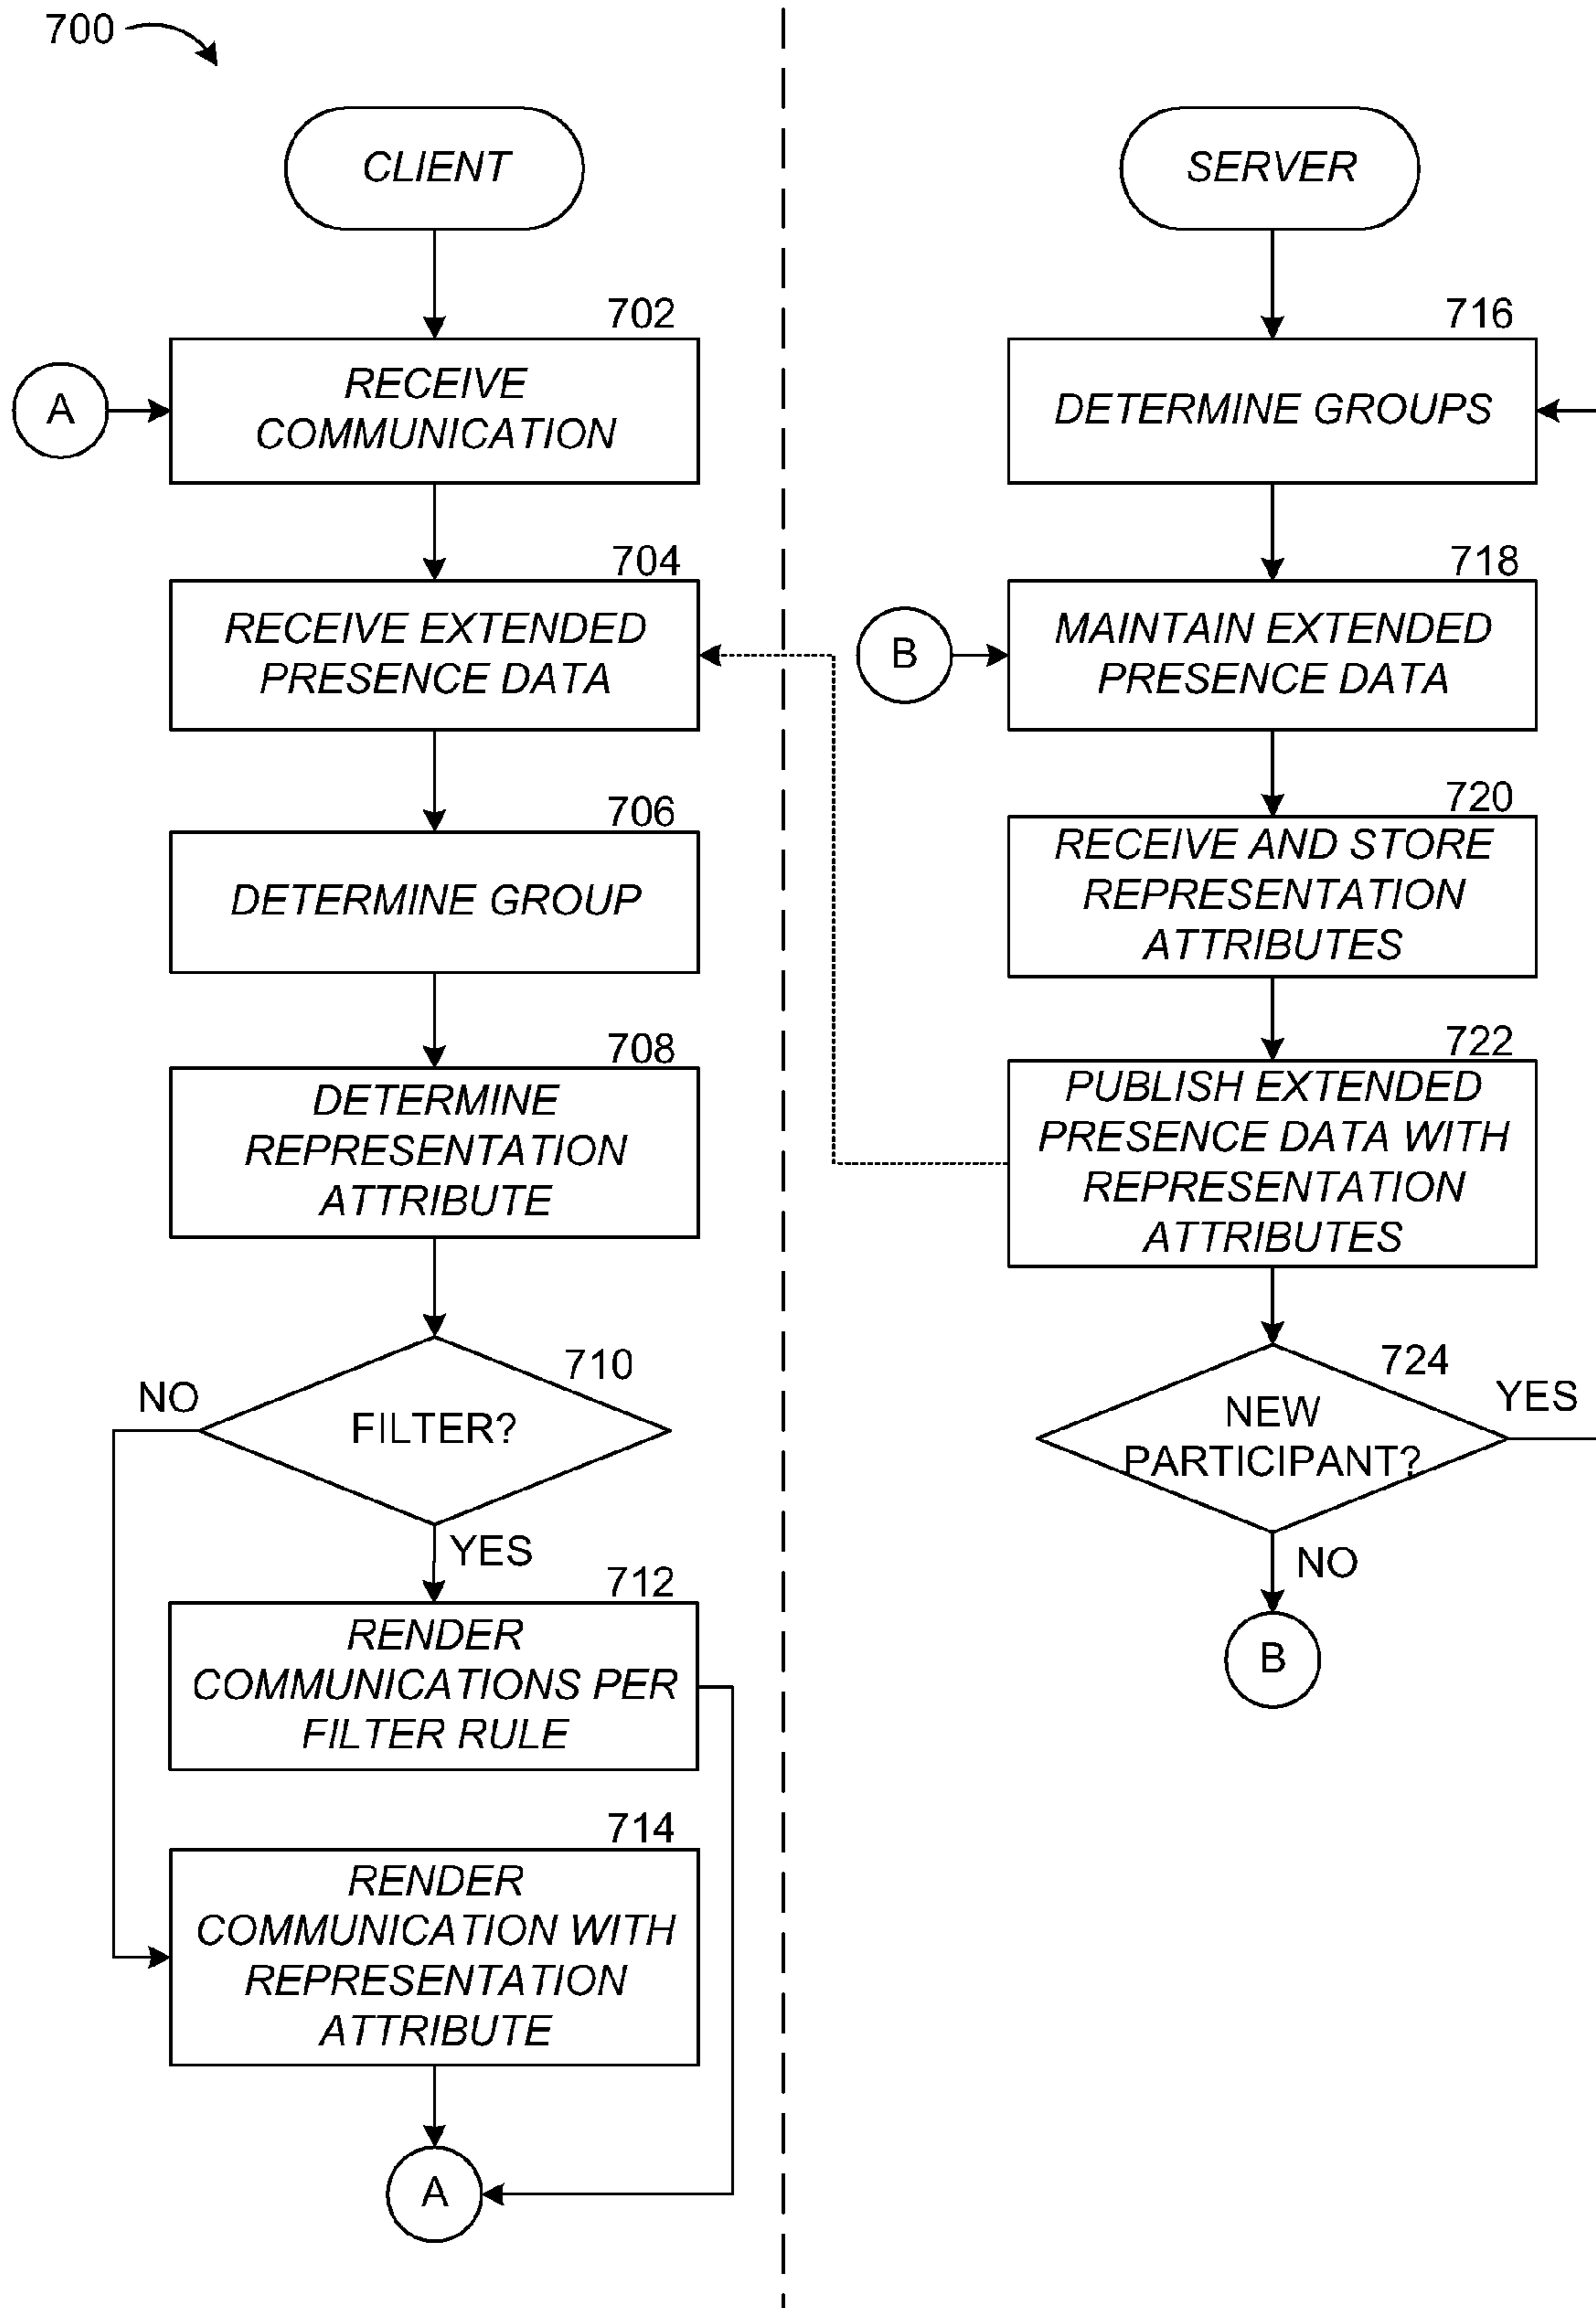 700
CLIENT
702
RECEIVE
COMMUNICATION
A
704
RECEIVE EXTENDED
PRESENCE DATA
706
DETERMINE GROUP
708
DETERMINE
REPRESENTATION
ATTRIBUTE
710
NO
FILTER?
YES
712
RENDER
COMMUNICATIONS PER
FILTER RULE
714
RENDER
COMMUNICATION WITH
REPRESENTATION
ATTRIBUTE
A
SERVER
716
DETERMINE GROUPS
718
B
MAINTAIN EXTENDED
PRESENCE DATA
720
RECEIVE AND STORE
REPRESENTATION
ATTRIBUTES
722
PUBLISH EXTENDED
PRESENCE DATA WITH
REPRESENTATION
ATTRIBUTES
724
YES
NEW
PARTICIPANT?
NO
B